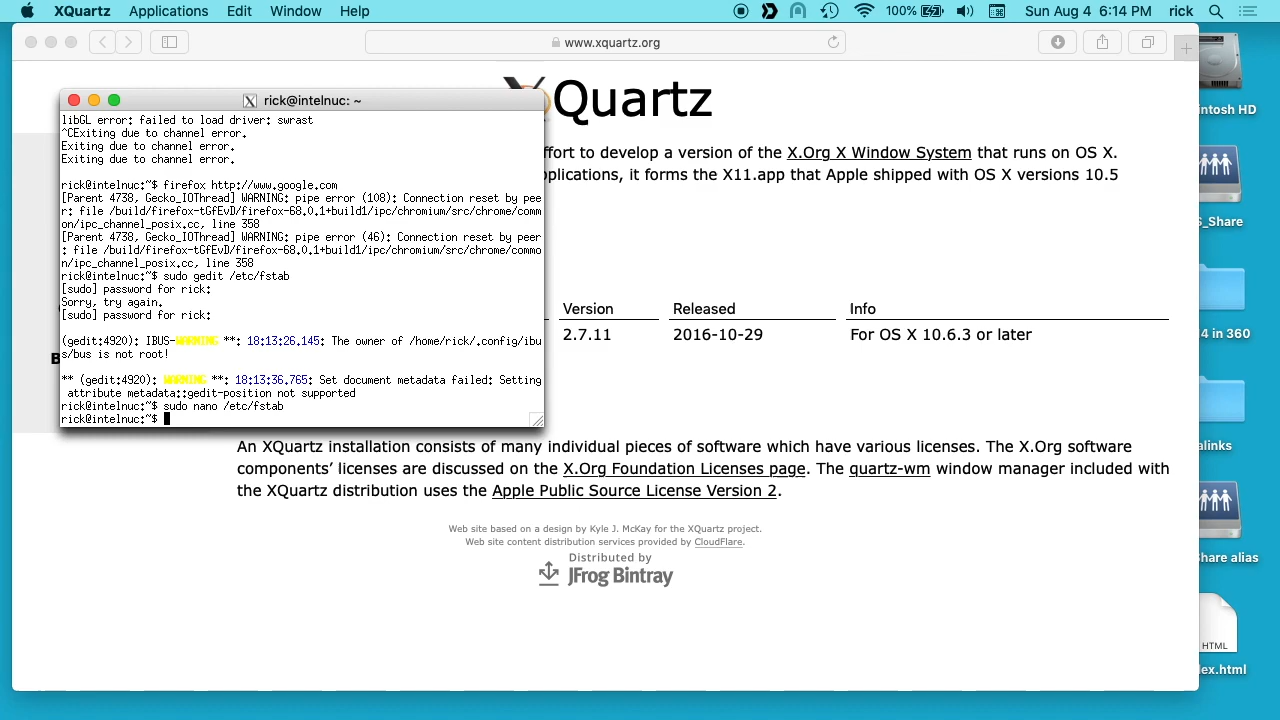 XQuartz Applications Edit Window Help 100% Sun Aug 4 6:14 PM rick
www.xquartz.org
rick@intelnuc: ~
libGL error: failed to load driver: swrast
^CExiting due to channel error.
Exiting due to channel error.
Exiting due to channel error.
rick@intelnuc:~$ firefox http://www.google.com
[Parent 4738, Gecko_IOThread] WARNING: pipe error (108): Connection reset by pee
r: file /build/firefox-tGfEvD/firefox-68.0.1+build1/ipc/chromium/src/chrome/comm
on/ipc_channel_posix.cc, line 358
[Parent 4738, Gecko_IOThread] WARNING: pipe error (46): Connection reset by peer
: file /build/firefox-tGfEvD/firefox-68.0.1+build1/ipc/chromium/src/chrome/commo
n/ipc_channel_posix.cc, line 358
rick@intelnuc:~$ sudo gedit /etc/fstab
[sudo] password for rick:
Sorry, try again.
[sudo] password for rick:
(gedit:4920): IBUS-WARNING **: 18:13:26.145: The owner of /home/rick/.config/ibu
s/bus is not root!
** (gedit:4920): WARNING **: 18:13:36.765: Set document metadata failed: Setting
attribute metadata::gedit-position not supported
rick@intelnuc:~$ sudo nano /etc/fstab
rick@intelnuc:~$
Quartz
ffort to develop a version of the X.Org X Window System that runs on OS X.
pplications, it forms the X11.app that Apple shipped with OS X versions 10.5
Version Released Info
2.7.11 2016-10-29 For OS X 10.6.3 or later
An XQuartz installation consists of many individual pieces of software which have various licenses. The X.Org software
components’ licenses are discussed on the X.Org Foundation Licenses page. The quartz-wm window manager included with
the XQuartz distribution uses the Apple Public Source License Version 2.
Web site based on a design by Kyle J. McKay for the XQuartz project.
Web site content distribution services provided by CloudFlare.
Distributed by
JFrog Bintray
intosh HD
S_Share
4 in 360
alinks
Share alias
HTML
dex.html